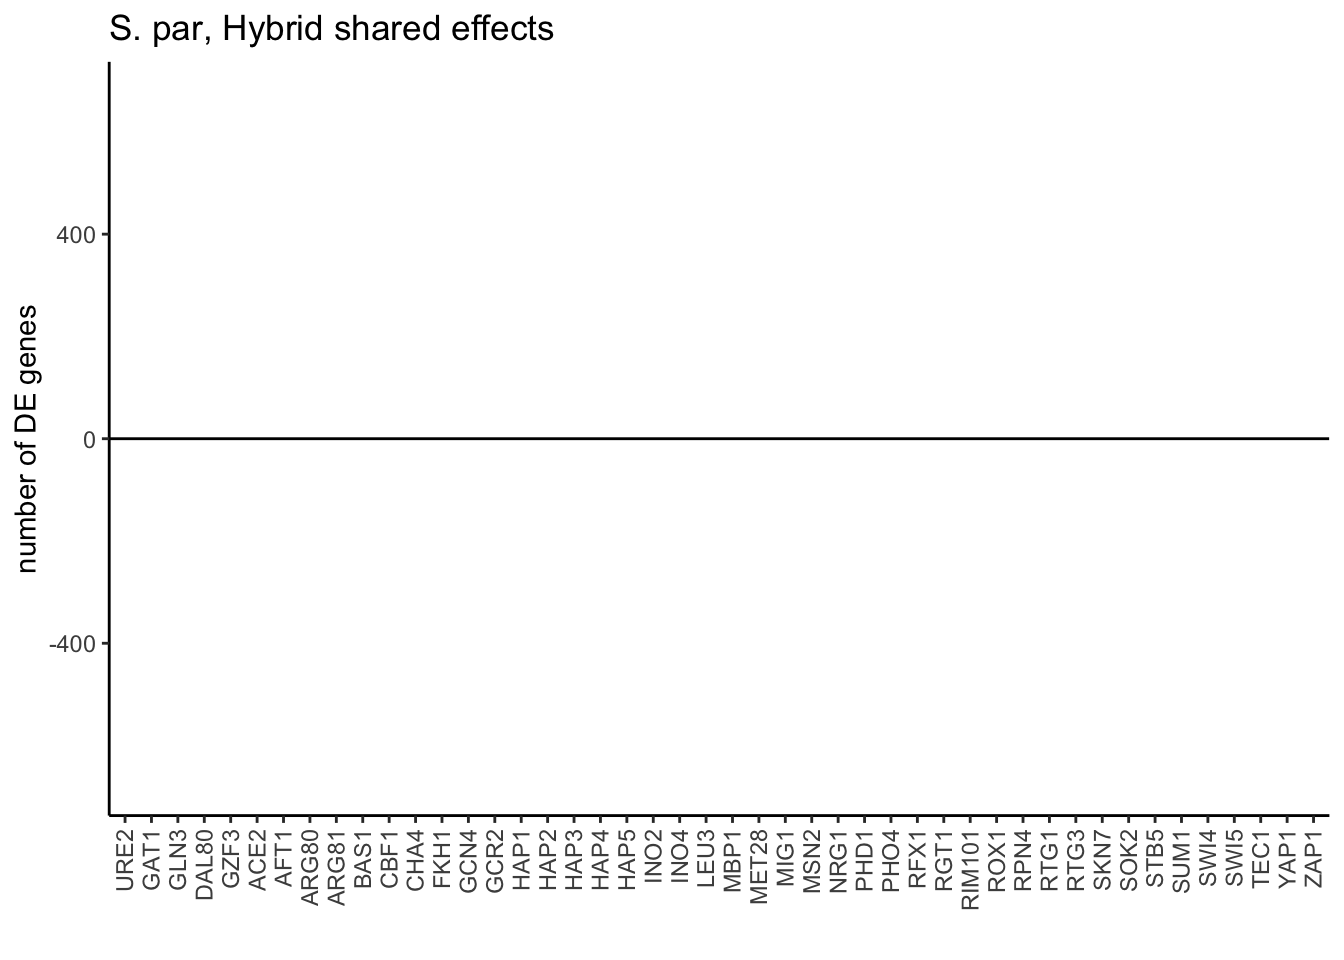 S. par, Hybrid shared effects
number of DE genes
400
0
-400
URE2
GAT1
GLN3
DAL80
GZF3
ACE2
AFT1
ARG80
ARG81
BAS1
CBF1
CHA4
FKH1
GCN4
GCR2
HAP1
HAP2
HAP3
HAP4
HAP5
INO2
INO4
LEU3
MBP1
MET28
MIG1
MSN2
NRG1
PHD1
PHO4
RFX1
RGT1
RIM101
ROX1
RPN4
RTG1
RTG3
SKN7
SOK2
STB5
SUM1
SWI4
SWI5
TEC1
YAP1
ZAP1